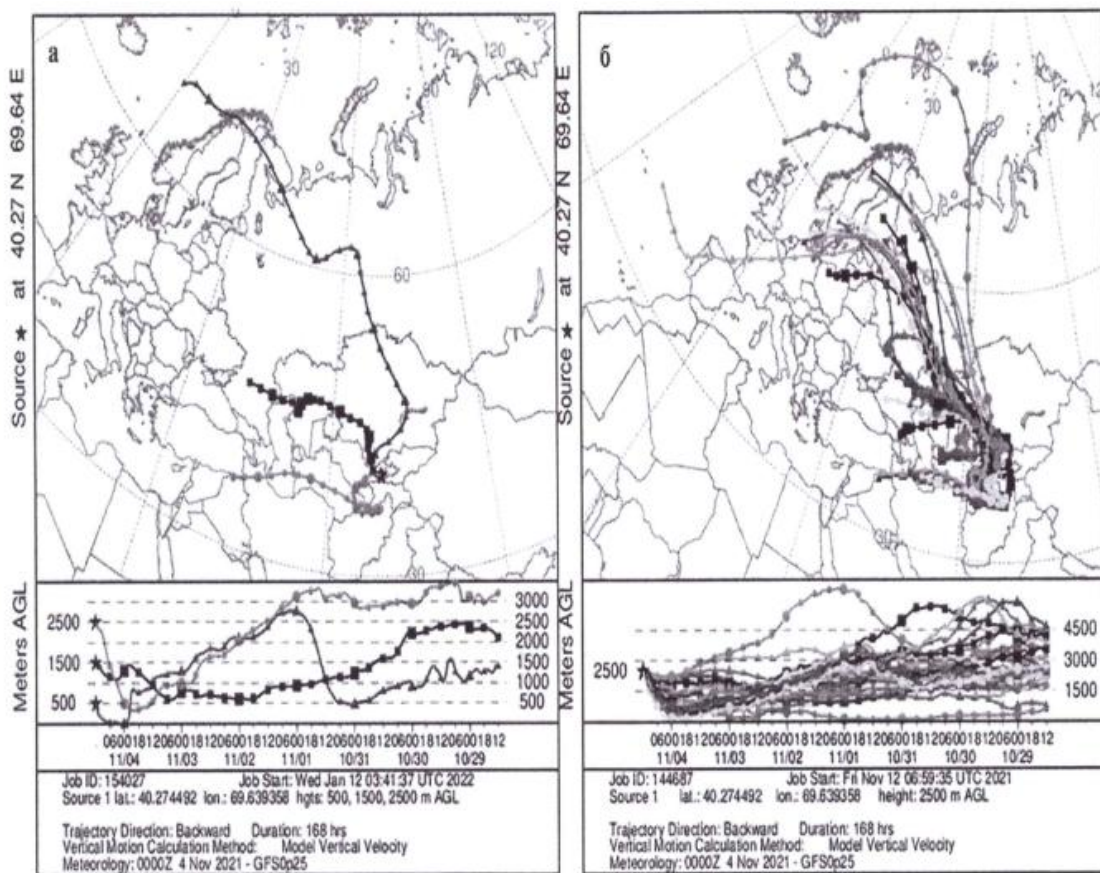 а
30
120
90
60
30
Source ★ at 40.27 N 69.64 E
Meters AGL
2500
1500
500
3000
2500
2000
1500
1000
500
06001812060018120600181206001812060018120600181206001812
11/04 11/03 11/02 11/01 10/31 10/30 10/29
Job ID: 154027 Job Start: Wed Jan 12 03:41:37 UTC 2022
Source 1 lat.: 40.274492 lon.: 69.639358 hgts: 500, 1500, 2500 m AGL
Trajectory Direction: Backward Duration: 168 hrs
Vertical Motion Calculation Method: Model Vertical Velocity
Meteorology: 0000Z 4 Nov 2021 - GFS0p25
б
0
30
60
30
Source ★ at 40.27 N 69.64 E
Meters AGL
2500
4500
3000
1500
06001812060018120600181206001812060018120600181206001812
11/04 11/03 11/02 11/01 10/31 10/30 10/29
Job ID: 144687 Job Start: Fri Nov 12 06:59:35 UTC 2021
Source 1 lat.: 40.274492 lon.: 69.639358 height: 2500 m AGL
Trajectory Direction: Backward Duration: 168 hrs
Vertical Motion Calculation Method: Model Vertical Velocity
Meteorology: 0000Z 4 Nov 2021 - GFS0p25